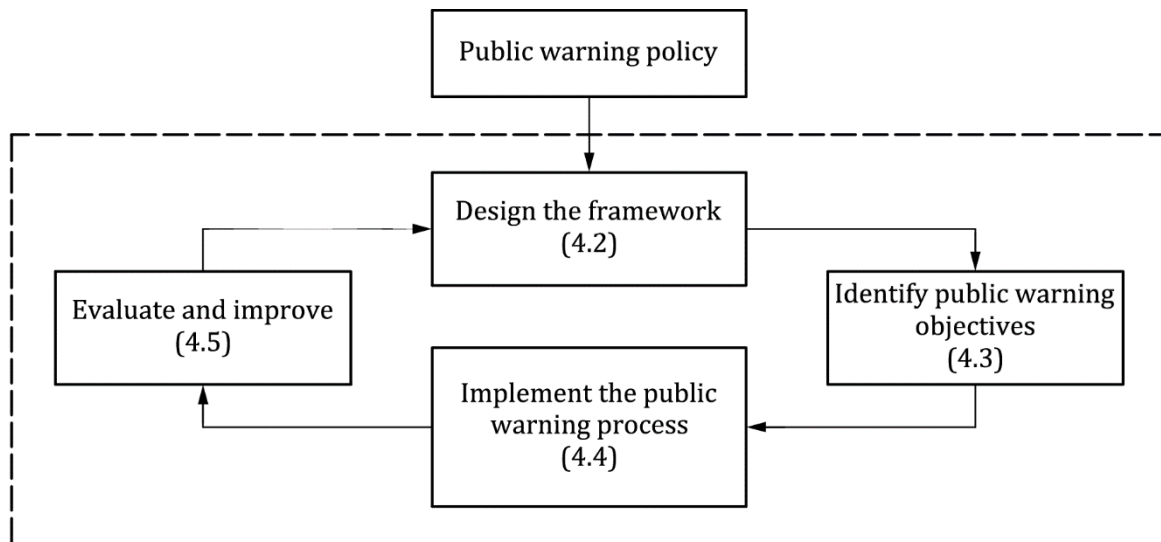 Public warning policy
Design the framework
(4.2)
Evaluate and improve
(4.5)
Identify public warning
objectives
(4.3)
Implement the public
warning process
(4.4)